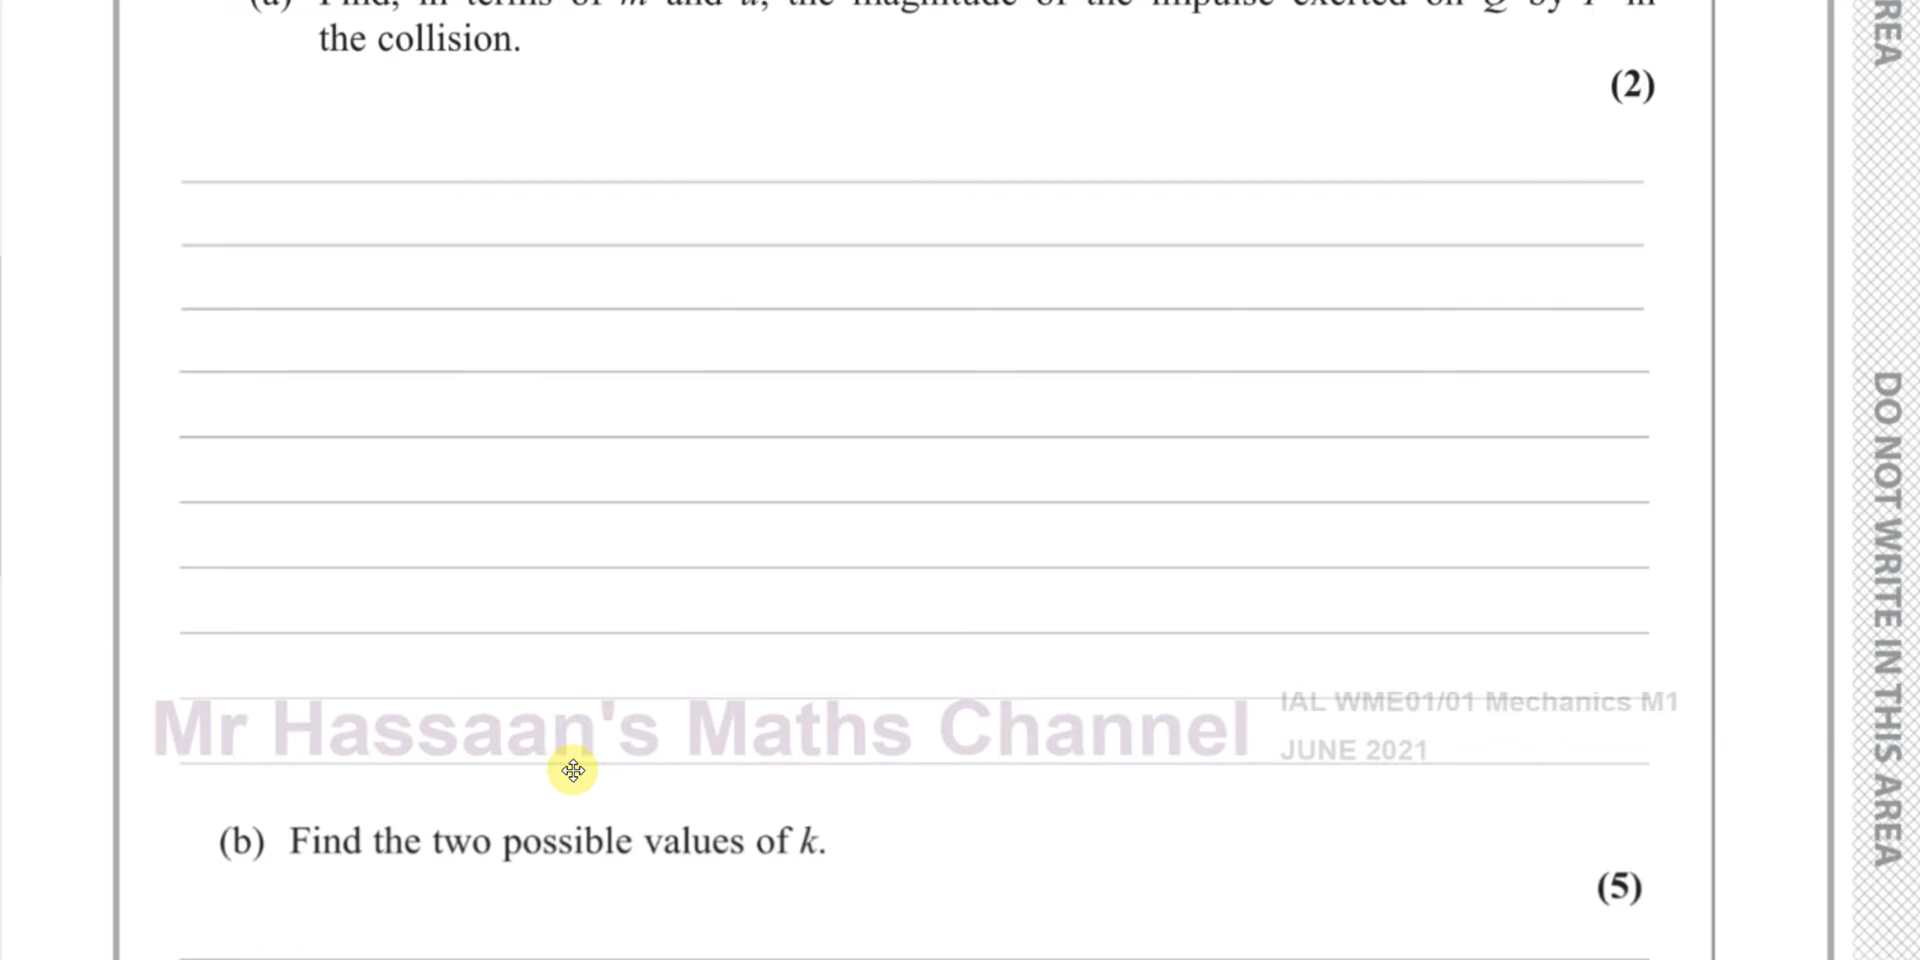 (a) Find, in terms of m and u, the magnitude of the impulse exerted on Q by P in
the collision.
(2)
Mr Hassaan's Maths Channel
IAL WME01/01 Mechanics M1
JUNE 2021
(b) Find the two possible values of k.
(5)
REA
DO NOT WRITE IN THIS AREA